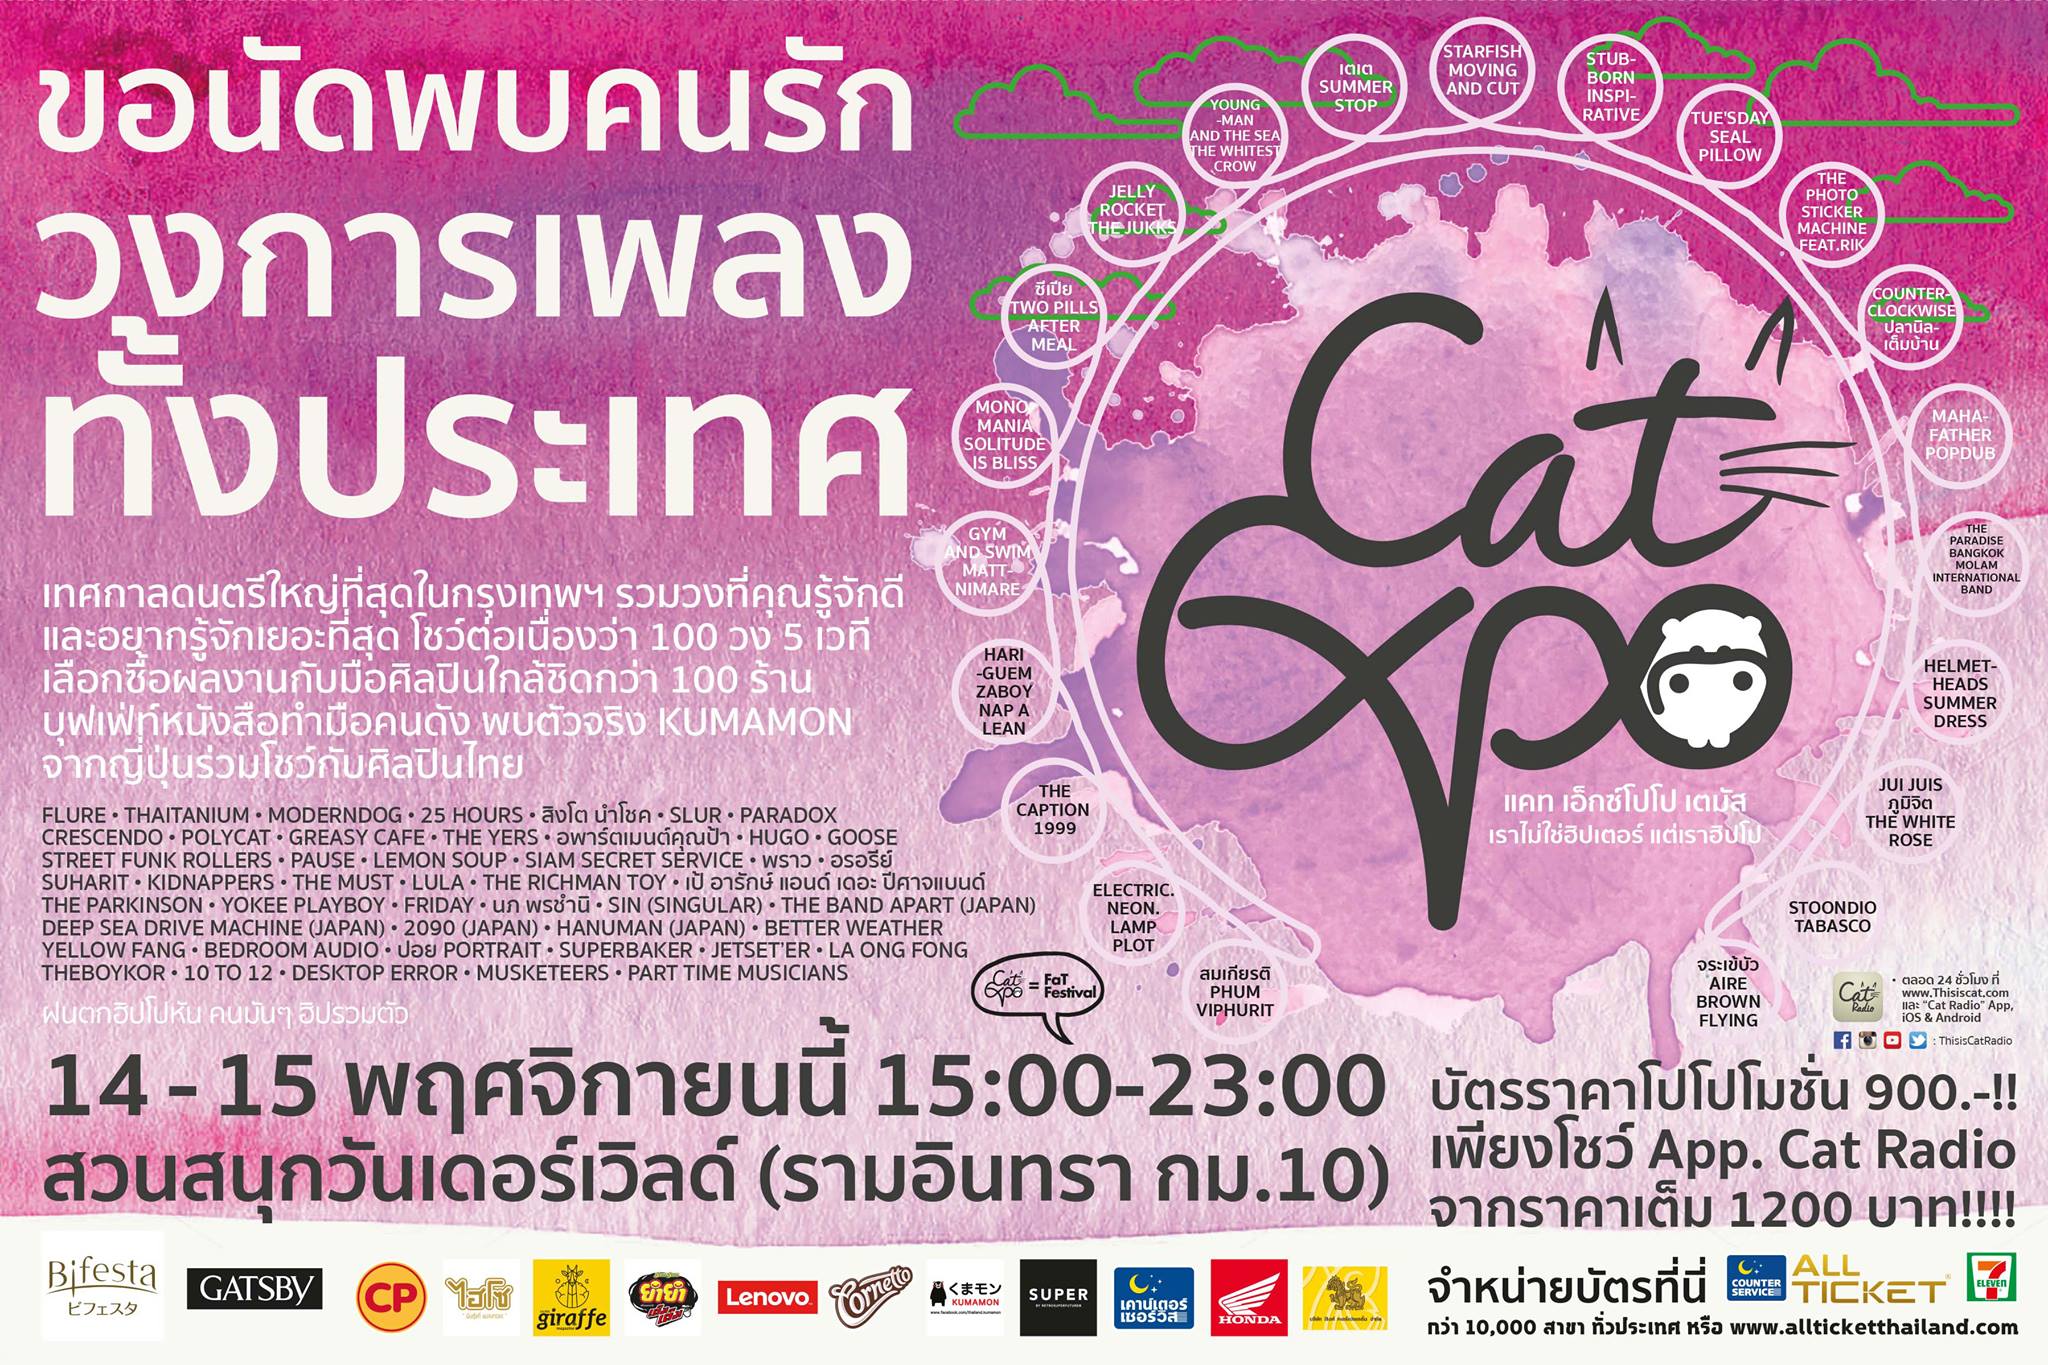 ขอนัดพบคนรัก
วงการเพลง
ทั้งประเทศ
เทศกาลดนตรีใหญ่ที่สุดในกรุงเทพฯ รวมวงที่คุณรู้จักดี
และอยากรู้จักเยอะที่สุด โชว์ต่อเนื่องว่า 100 วง 5 เวที
เลือกซื้อผลงานกับมือศิลปินใกล้ชิดกว่า 100 ร้าน
บุฟเฟ่ท์หนังสือทำมือคนดัง พบตัวจริง KUMAMON
จากญี่ปุ่นร่วมโชว์กับศิลปินไทย
FLURE • THAITANIUM • MODERNDOG • 25 HOURS • สิงโต นำโชค • SLUR • PARADOX
CRESCENDO • POLYCAT • GREASY CAFE • THE YERS • อพาร์ตเมนต์คุณป้า • HUGO • GOOSE
STREET FUNK ROLLERS • PAUSE • LEMON SOUP • SIAM SECRET SERVICE • พราว • อรอรีย์
SUHARIT • KIDNAPPERS • THE MUST • LULA • THE RICHMAN TOY • เป้ อารักษ์ แอนด์ เดอะ ปีศาจแบนด์
THE PARKINSON • YOKEE PLAYBOY • FRIDAY • นภ พรชำนิ • SIN (SINGULAR) • THE BAND APART (JAPAN)
DEEP SEA DRIVE MACHINE (JAPAN) • 2090 (JAPAN) • HANUMAN (JAPAN) • BETTER WEATHER
YELLOW FANG • BEDROOM AUDIO • ปอย PORTRAIT • SUPERBAKER • JETSET'ER • LA ONG FONG
THEBOYKOR • 10 TO 12 • DESKTOP ERROR • MUSKETEERS • PART TIME MUSICIANS
ฝนตกฮิปโปหัน คนมันๆ ฮิปรวมตัว
Cat Expo = FaT
Festival
สมเกียรติ
PHUM
VIPHURIT
ELECTRIC.
NEON.
LAMP
PLOT
THE
CAPTION
1999
HARI
-GUEM
ZABOY
NAP A
LEAN
GYM
AND SWIM
MATT-
NIMARE
MONO
MANIA
SOLITUDE
IS BLISS
ซีเปีย
TWO PILLS
AFTER
MEAL
JELLY
ROCKET
THE JUKKS
YOUNG
-MAN
AND THE SEA
THE WHITEST
CROW
เตเต
SUMMER
STOP
STARFISH
MOVING
AND CUT
STUB-
BORN
INSPI-
RATIVE
TUE'SDAY
SEAL
PILLOW
THE
PHOTO
STICKER
MACHINE
FEAT.RIK
COUNTER-
CLOCKWISE
ปลานิล-
เต็มบ้าน
MAHA-
FATHER
POPDUB
THE
PARADISE
BANGKOK
MOLAM
INTERNATIONAL
BAND
HELMET-
HEADS
SUMMER
DRESS
JUI JUIS
ภูมิจิต
THE WHITE
ROSE
STOONDIO
TABASCO
จระเข้บัว
AIRE
BROWN
FLYING
Cat
Expo
แคท เอ็กซ์โปโป เตมัส
เราไม่ใช่ฮิปเตอร์ แต่เราฮิปโป
Cat
Radio
• ตลอด 24 ชั่วโมง ที่
www.Thisiscat.com
และ "Cat Radio" App,
iOS & Android
: ThisisCatRadio
14 - 15 พฤศจิกายนนี้ 15:00-23:00
สวนสนุกวันเดอร์เวิลด์ (รามอินทรา กม.10)
บัตรราคาโปโปโมชั่น 900.-!!
เพียงโชว์ App. Cat Radio
จากราคาเต็ม 1200 บาท!!!!
Bifesta
ビフェスタ
GATSBY
CP
ไฮโซ
giraffe
ยำยำ
Lenovo
Cornetto
くまモン
KUMAMON
SUPER
เคาน์เตอร์
เซอร์วิส
HONDA
จำหน่ายบัตรที่นี่
COUNTER
SERVICE
ALL
TICKET
7 ELEVEN
กว่า 10,000 สาขา ทั่วประเทศ หรือ www.allticketthailand.com